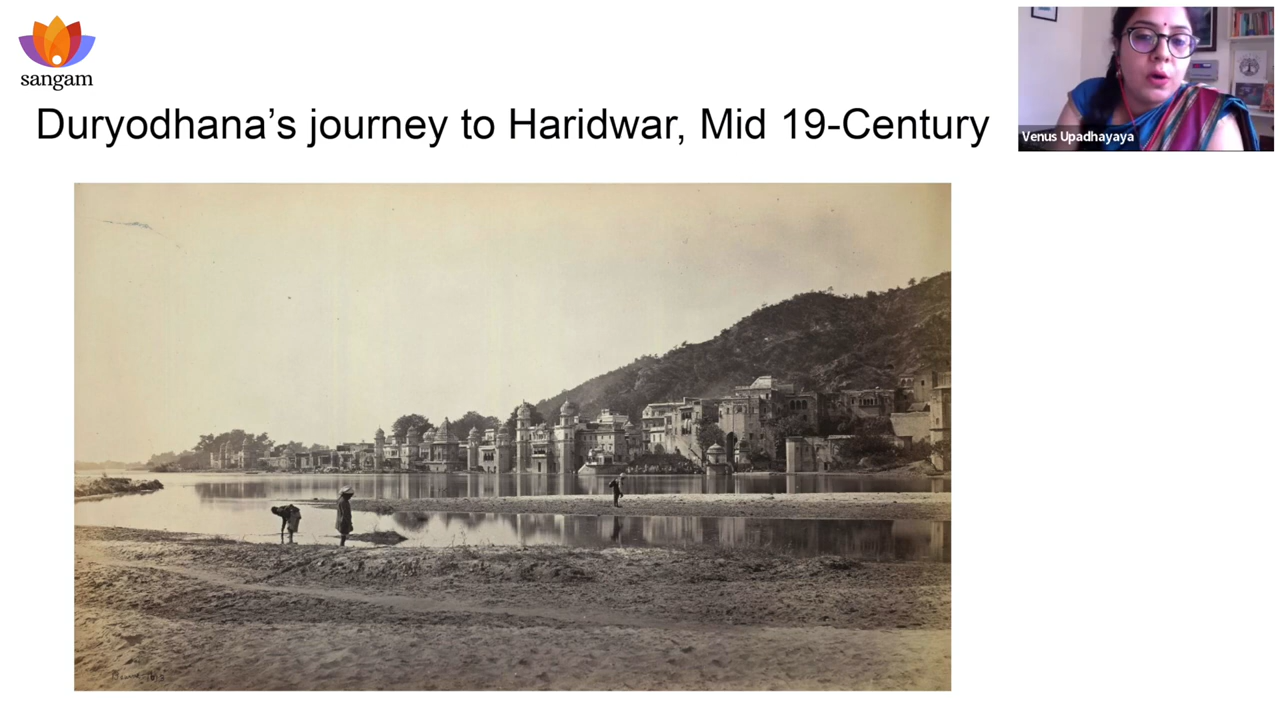 sangam
Duryodhana’s journey to Haridwar, Mid 19-Century
Venus Upadhayaya